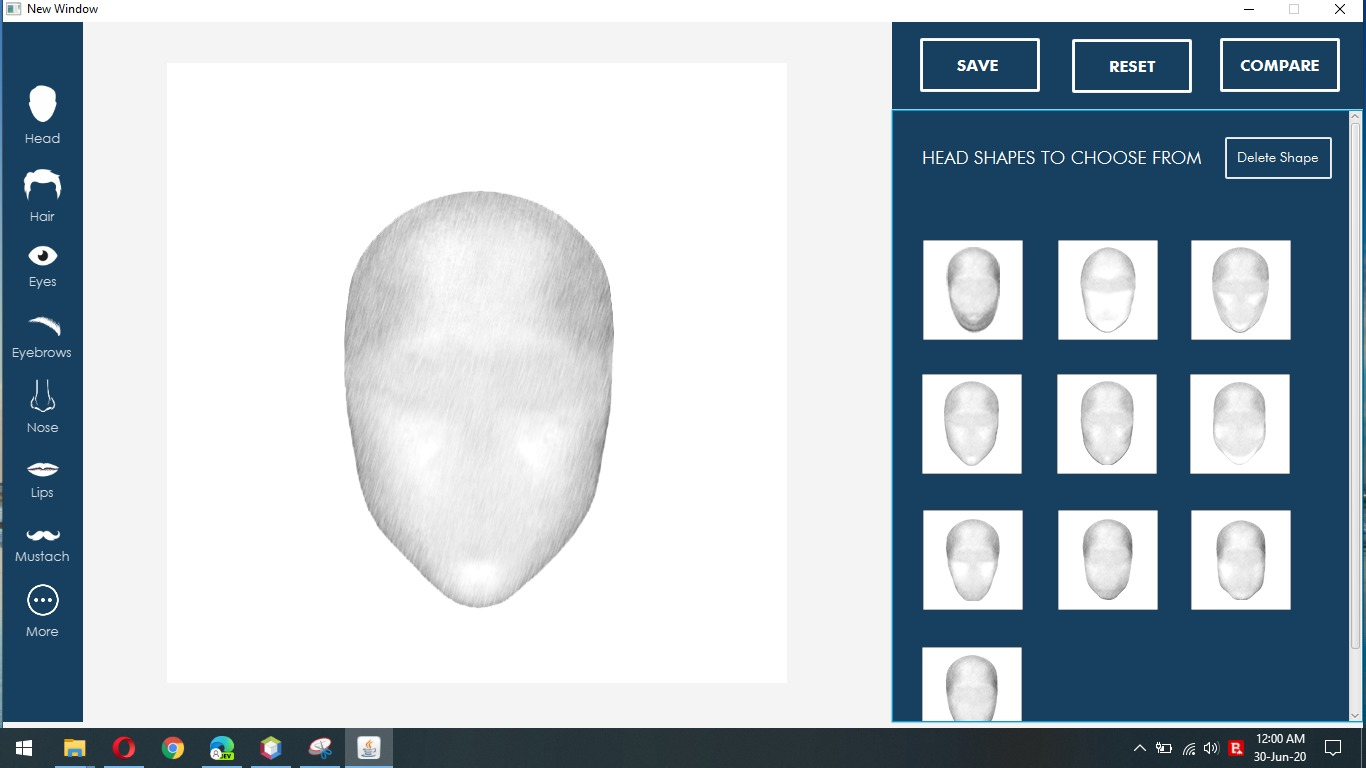 New Window
SAVE
RESET
COMPARE
Head
Hair
Eyes
Eyebrows
Nose
Lips
Mustach
More
HEAD SHAPES TO CHOOSE FROM
Delete Shape
JEV
12:00 AM
30-Jun-20